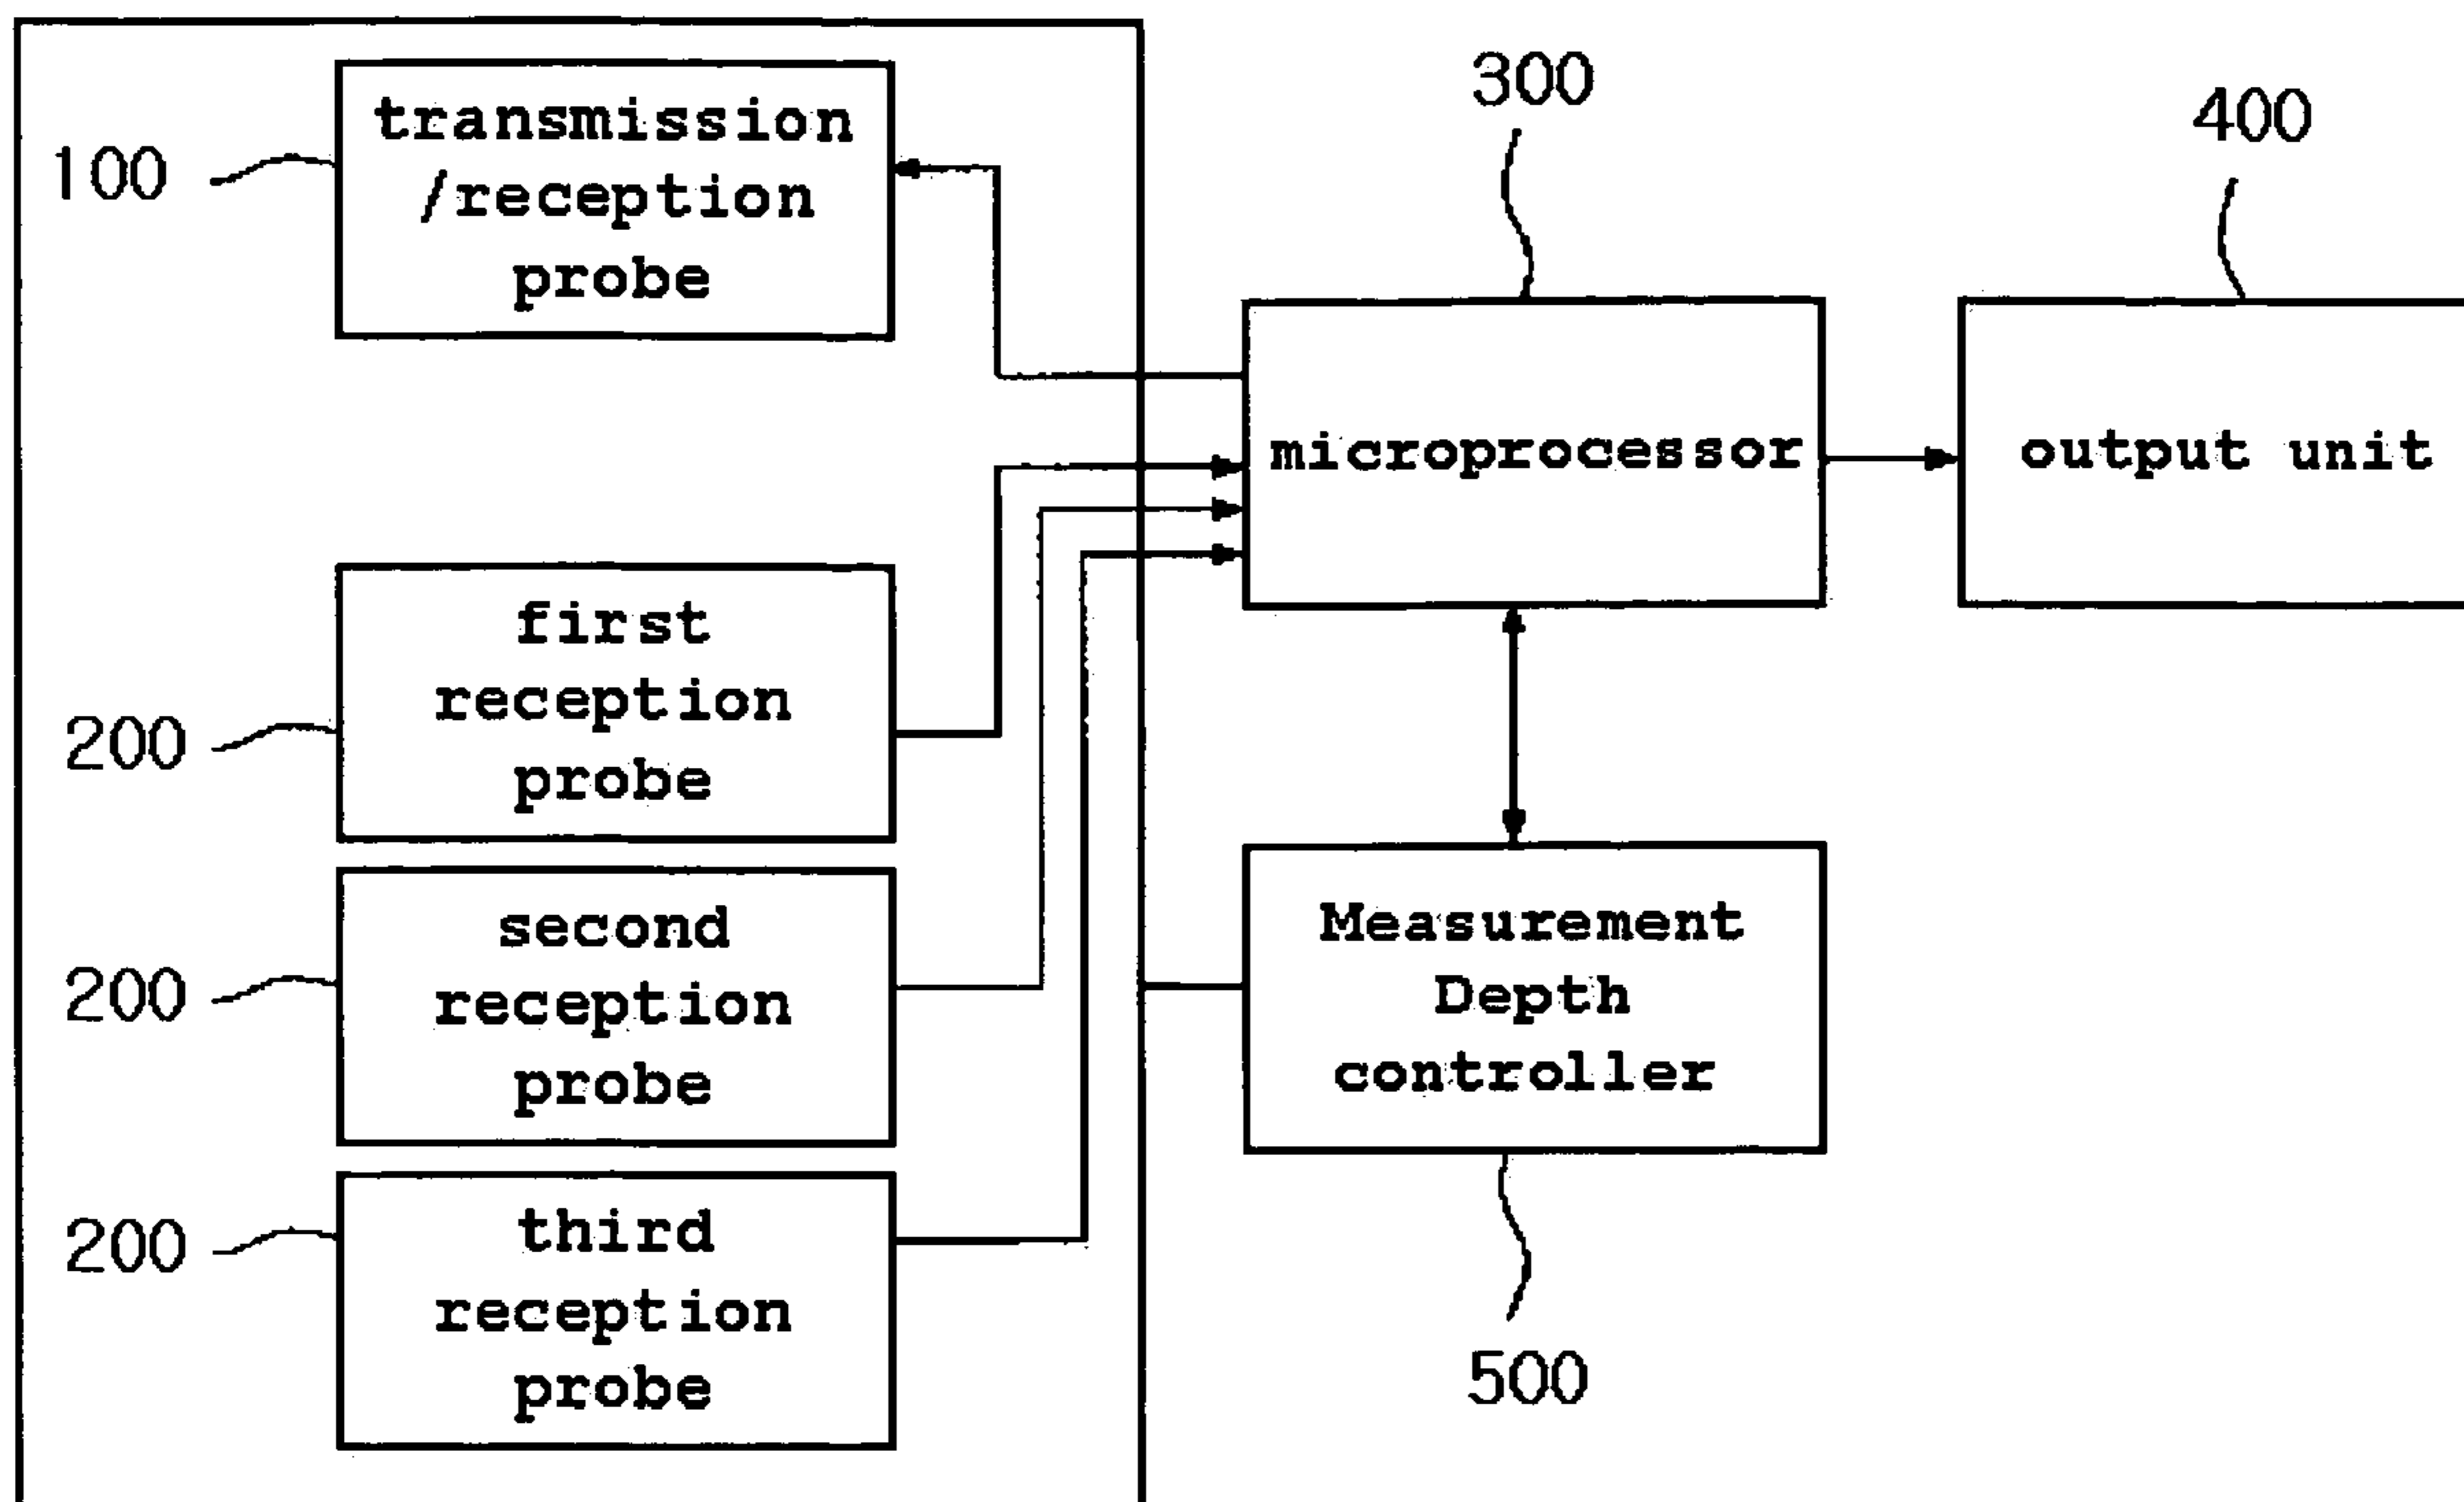 100
transmission
/reception
probe
300
400
microprocessor
output unit
200
first
reception
probe
200
second
reception
probe
Measurement
Depth
controller
200
third
reception
probe
500